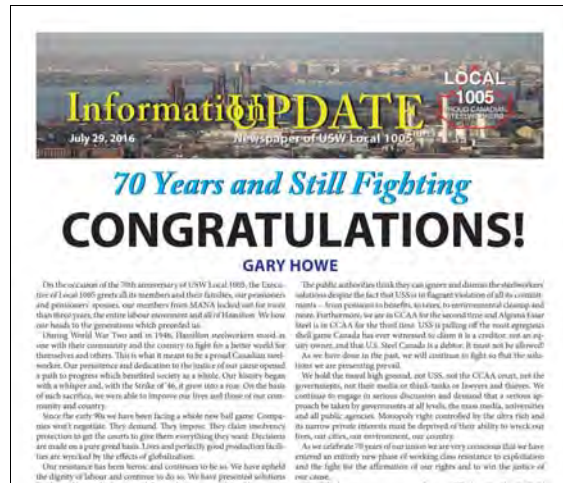 LOCAL
1005
PROUD CANADIAN
STEELWORKERS
Information UPDATE
July 29, 2016
Newspaper of USW Local 1005
70 Years and Still Fighting
CONGRATULATIONS!
GARY HOWE
On the occasion of the 70th anniversary of USW Local 1005, the Execu-
tive of Local 1005 greets all its members and their families, our pensioners
and pensioners' spouses, our members from MANA locked out for more
than three years, the entire labour movement and all of Hamilton. We bow
our heads to the generations which preceded us.
During World War Two and in 1946, Hamilton steelworkers stood as
one with their community and the country to fight for a better world for
themselves and others. This is what it meant to be a proud Canadian steel-
worker. Our persistence and dedication to the justice of our cause opened
a path to progress which benefited society as a whole. Our history began
with a whisper and, with the Strike of '46, it grew into a roar. On the basis
of such sacrifice, we were able to improve our lives and those of our com-
munity and country.
Since the early 90s we have been facing a whole new ball game. Compa-
nies won't negotiate. They demand. They impose. They claim insolvency
protection to get the courts to give them everything they want. Decisions
are made on a pure greed basis. Lives and perfectly good production facili-
ties are wrecked by the effects of globalisation.
Our resistance has been heroic and continues to be so. We have upheld
the dignity of labour and continue to do so. We have presented solutions
The public authorities think they can ignore and dismiss the steelworkers'
solutions despite the fact that USS is in flagrant violation of all its commit-
ments – from pensions to benefits, to taxes, to environmental cleanup and
more. Furthermore, we are in CCAA for the second time and Algoma Essar
Steel is in CCAA for the third time. USS is pulling off the most egregious
shell game Canada has ever witnessed to claim it is a creditor, not an eq-
uity owner, and that U.S. Steel Canada is a debtor. It must not be allowed!
As we have done in the past, we will continue to fight so that the solu-
tions we are presenting prevail.
We hold the moral high ground, not USS, not the CCAA court, not the
governments, not their media or think-tanks or lawyers and thieves. We
continue to engage in serious discussion and demand that a serious ap-
proach be taken by governments at all levels, the mass media, universities
and all public agencies. Monopoly right controlled by the ultra rich and
its narrow private interests must be deprived of their ability to wreck our
lives, our cities, our environment, our country.
As we celebrate 70 years of our union we are very conscious that we have
entered an entirely new phase of working class resistance to exploitation
and the fight for the affirmation of our rights and to win the justice of
our cause.